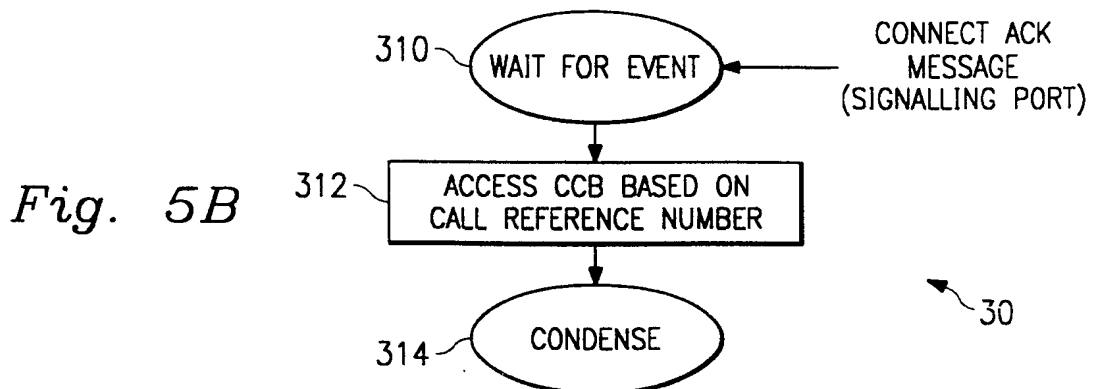 310
WAIT FOR EVENT
CONNECT ACK
MESSAGE
(SIGNALLING PORT)
Fig. 5B
312
ACCESS CCB BASED ON
CALL REFERENCE NUMBER
30
314
CONDENSE